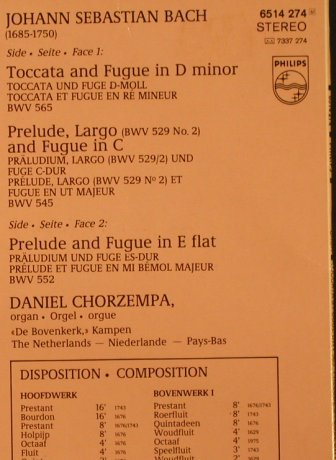 JOHANN SEBASTIAN BACH
(1685-1750)
6514 274
STEREO
7337 274
PHILIPS
Side • Seite • Face 1:
Toccata and Fugue in D minor
TOCCATA UND FUGE D-MOLL
TOCCATA ET FUGUE EN RÉ MINEUR
BWV 565
Prelude, Largo (BWV 529 No. 2)
and Fugue in C
PRÄLUDIUM, LARGO (BWV 529/2) UND
FUGE C-DUR
PRÉLUDE, LARGO (BWV 529 Nº 2) ET
FUGUE EN UT MAJEUR
BWV 545
Side • Seite • Face 2:
Prelude and Fugue in E flat
PRÄLUDIUM UND FUGE ES-DUR
PRÉLUDE ET FUGUE EN MI BÉMOL MAJEUR
BWV 552
DANIEL CHORZEMPA,
organ • Orgel • orgue
‹De Bovenkerk,› Kampen
The Netherlands — Niederlande — Pays-Bas
DISPOSITION • COMPOSITION
HOOFDWERK
Prestant 16' 1743
Bourdon 16' 1676
Prestant 8' 1676/1743
Holpijp 8' 1676
Octaaf 4' 1676
Fluit 4' 1676
BOVENWERK I
Prestant 8' 1676/1743
Roerfluit 8' 1743
Quintadeen 8' 1676
Woudfluit 4' 1629
Octaaf 4' 1975
Speelfluit 3' 1743
Woudfluit 2'